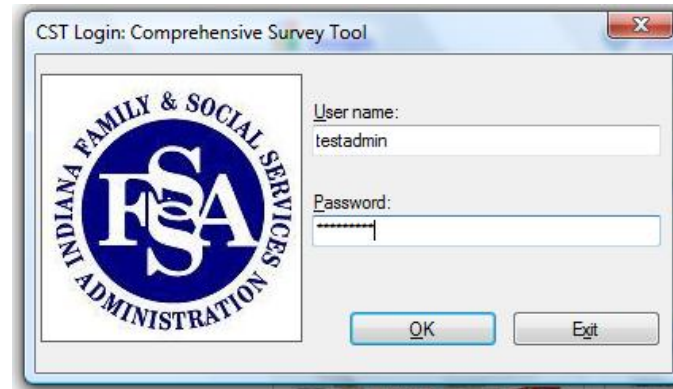 CST Login: Comprehensive Survey Tool
INDIANA FAMILY & SOCIAL SERVICES ADMINISTRATION
FSSA
User name:
testadmin
Password:
*********
OK
Exit